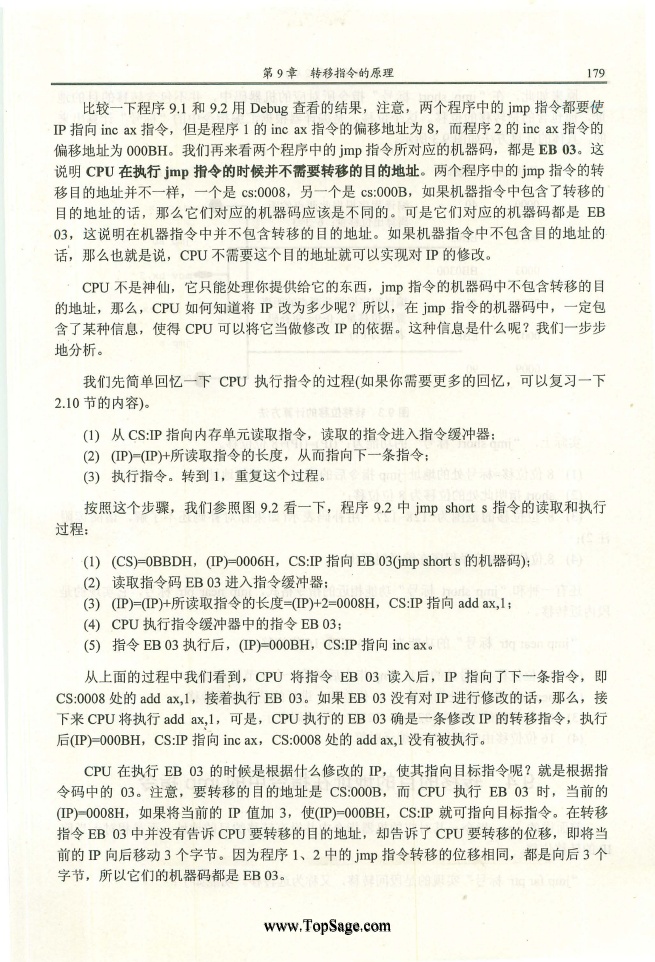 第 9 章 转移指令的原理 179
比较一下程序 9.1 和 9.2 用 Debug 查看的结果，注意，两个程序中的 jmp 指令都要使
IP 指向 inc ax 指令，但是程序 1 的 inc ax 指令的偏移地址为 8，而程序 2 的 inc ax 指令的
偏移地址为 000BH。我们再来看两个程序中的 jmp 指令所对应的机器码，都是 EB 03。这
说明 CPU 在执行 jmp 指令的时候并不需要转移的目的地址。两个程序中的 jmp 指令的转
移目的地址并不一样，一个是 cs:0008，另一个是 cs:000B，如果机器指令中包含了转移的
目的地址的话，那么它们对应的机器码应该是不同的。可是它们对应的机器码都是 EB
03，这说明在机器指令中并不包含转移的目的地址。如果机器指令中不包含目的地址的
话，那么也就是说，CPU 不需要这个目的地址就可以实现对 IP 的修改。
CPU 不是神仙，它只能处理你提供给它的东西，jmp 指令的机器码中不包含转移的目
的地址，那么，CPU 如何知道将 IP 改为多少呢？所以，在 jmp 指令的机器码中，一定包
含了某种信息，使得 CPU 可以将它当做修改 IP 的依据。这种信息是什么呢？我们一步步
地分析。
我们先简单回忆一下 CPU 执行指令的过程(如果你需要更多的回忆，可以复习一下
2.10 节的内容)。
(1) 从 CS:IP 指向内存单元读取指令，读取的指令进入指令缓冲器；
(2) (IP)=(IP)+所读取指令的长度，从而指向下一条指令；
(3) 执行指令。转到 1，重复这个过程。
按照这个步骤，我们参照图 9.2 看一下，程序 9.2 中 jmp short s 指令的读取和执行
过程：
(1) (CS)=0BBDH，(IP)=0006H，CS:IP 指向 EB 03(jmp short s 的机器码)；
(2) 读取指令码 EB 03 进入指令缓冲器；
(3) (IP)=(IP)+所读取指令的长度=(IP)+2=0008H，CS:IP 指向 add ax,1；
(4) CPU 执行指令缓冲器中的指令 EB 03；
(5) 指令 EB 03 执行后，(IP)=000BH，CS:IP 指向 inc ax。
从上面的过程中我们看到，CPU 将指令 EB 03 读入后，IP 指向了下一条指令，即
CS:0008 处的 add ax,1，接着执行 EB 03。如果 EB 03 没有对 IP 进行修改的话，那么，接
下来 CPU 将执行 add ax,1，可是，CPU 执行的 EB 03 确是一条修改 IP 的转移指令，执行
后(IP)=000BH，CS:IP 指向 inc ax，CS:0008 处的 add ax,1 没有被执行。
CPU 在执行 EB 03 的时候是根据什么修改的 IP，使其指向目标指令呢？就是根据指
令码中的 03。注意，要转移的目的地址是 CS:000B，而 CPU 执行 EB 03 时，当前的
(IP)=0008H，如果将当前的 IP 值加 3，使(IP)=000BH，CS:IP 就可指向目标指令。在转移
指令 EB 03 中并没有告诉 CPU 要转移的目的地址，却告诉了 CPU 要转移的位移，即将当
前的 IP 向后移动 3 个字节。因为程序 1、2 中的 jmp 指令转移的位移相同，都是向后 3 个
字节，所以它们的机器码都是 EB 03。
www.TopSage.com